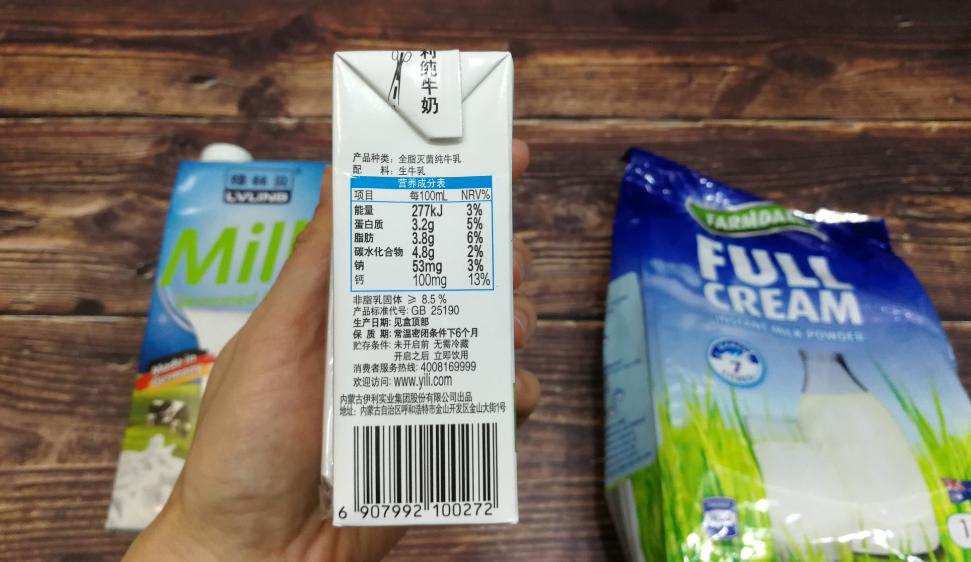 利纯牛奶
产品种类: 全脂灭菌纯牛乳
配 料: 生牛乳
营养成分表
项目 每100mL NRV%
能量 277kJ 3%
蛋白质 3.2g 5%
脂肪 3.8g 6%
碳水化合物 4.8g 2%
钠 53mg 3%
钙 100mg 13%
非脂乳固体 ≥ 8.5 %
产品标准代号: GB 25190
生产日期: 见盒顶部
保 质 期: 常温密闭条件下6个月
贮存条件: 未开启前 无需冷藏
开启之后 立即饮用
消费者服务热线: 4008169999
欢迎访问: www.yili.com
内蒙古伊利实业集团股份有限公司出品
地址: 内蒙古自治区呼和浩特市金山开发区金山大街1号
6 907992 100272
LYLING
Mil
Made in
Germany
FULL
CREAM
INSTANT MILK POWDER
7
1